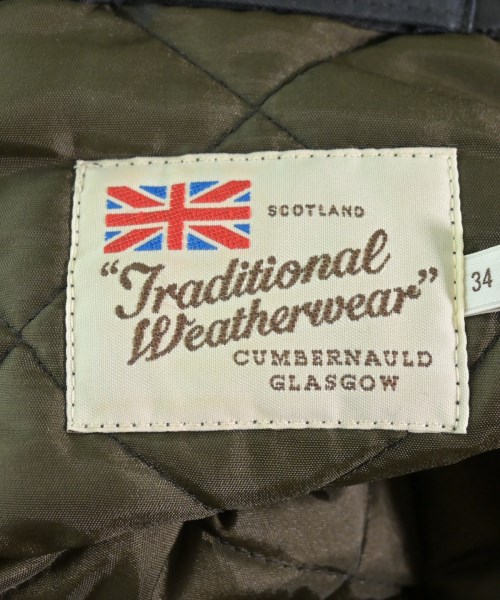 SCOTLAND
"Traditional
Weatherwear"
CUMBERNAULD
GLASGOW
34